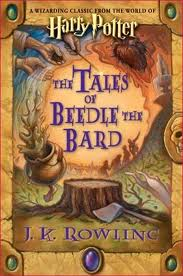 A WIZARDING CLASSIC FROM THE WORLD OF
Harry Potter
THE TALES
OF
BEEDLE THE
BARD
J. K. ROWLING